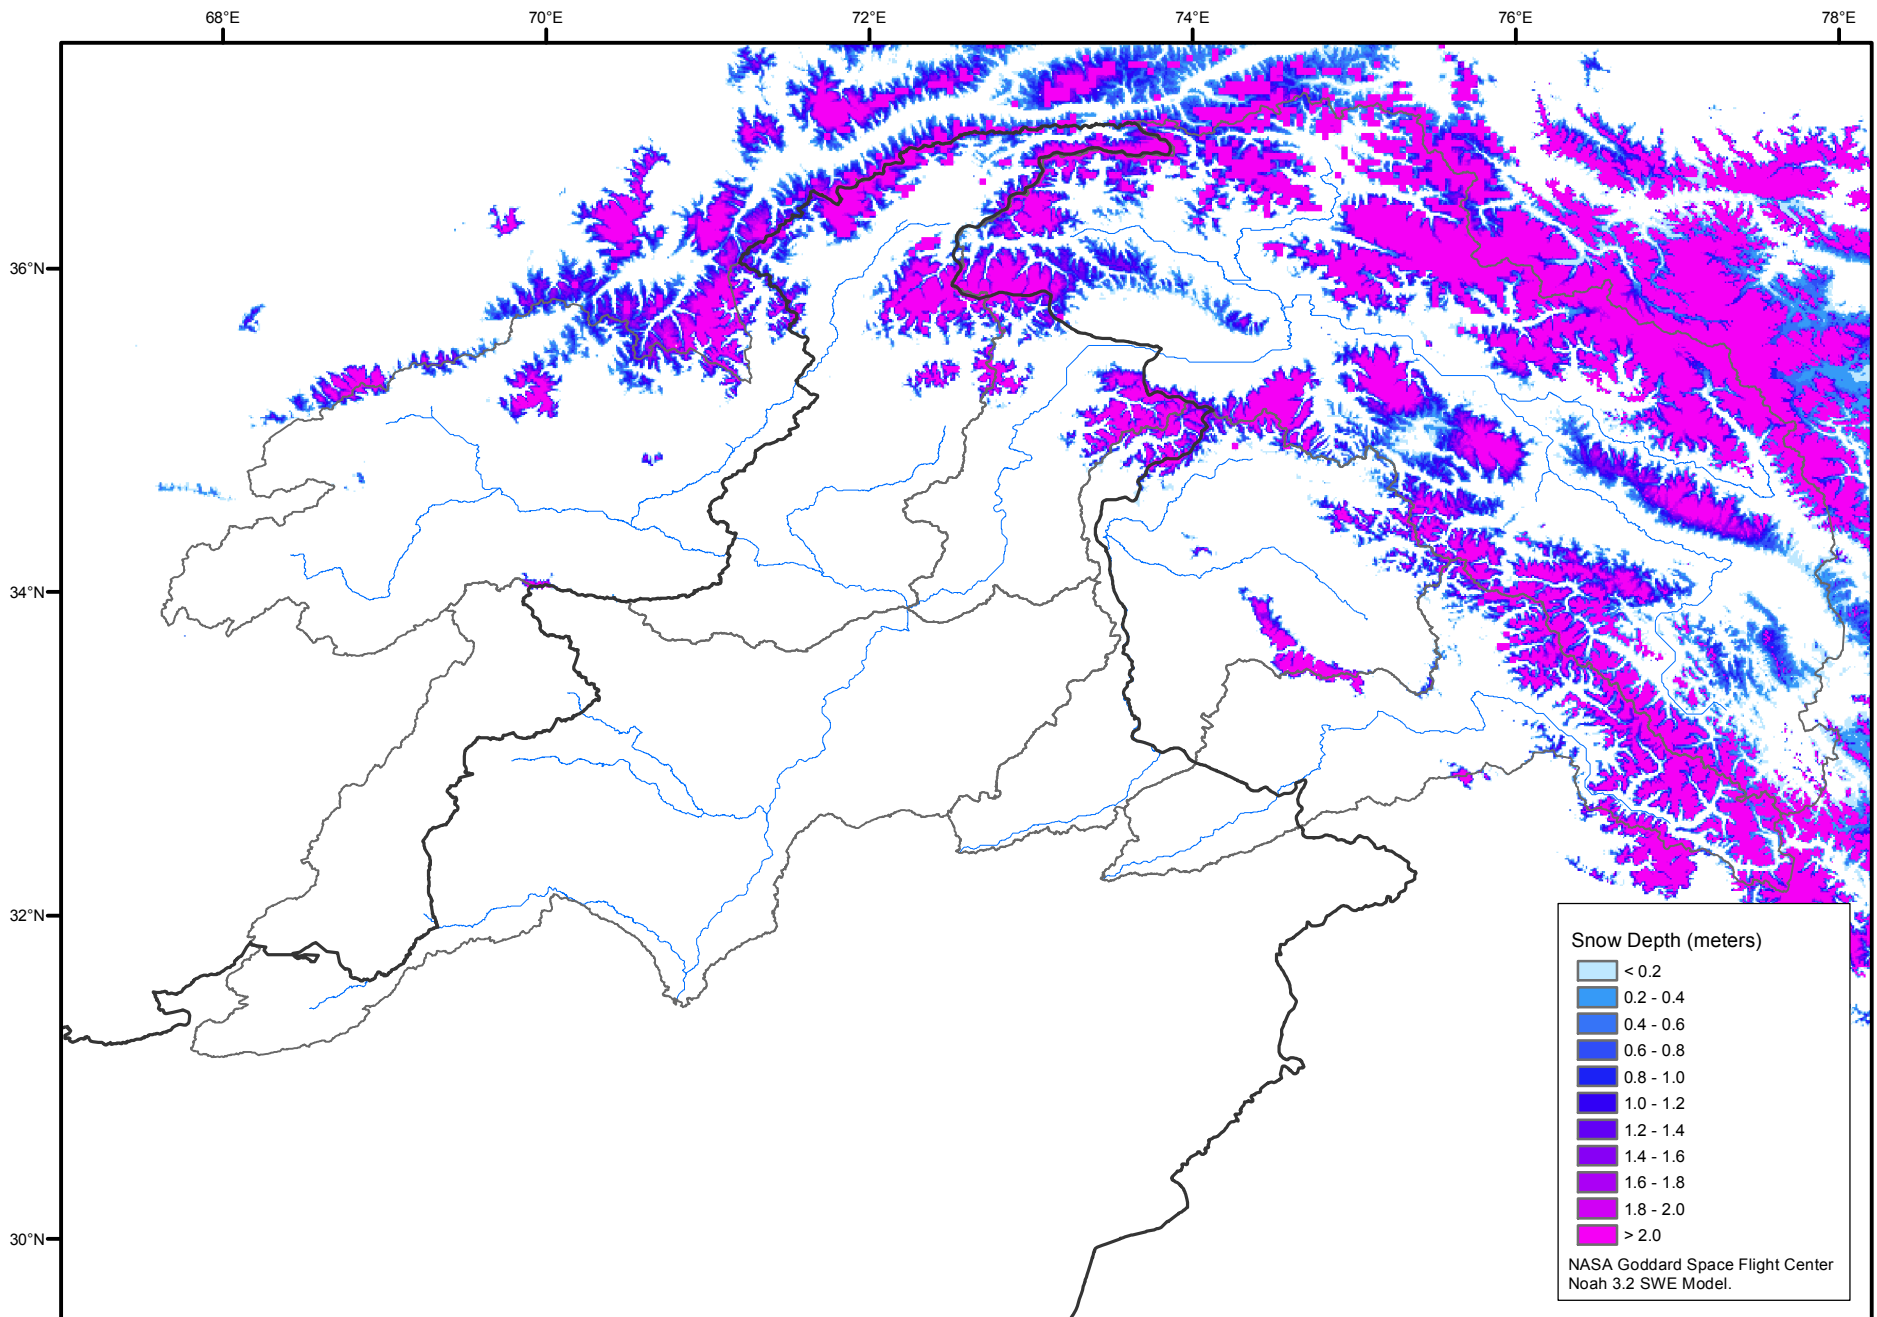 68°E 70°E 72°E 74°E 76°E 78°E
36°N
34°N
32°N
30°N
Snow Depth (meters)
< 0.2
0.2 - 0.4
0.4 - 0.6
0.6 - 0.8
0.8 - 1.0
1.0 - 1.2
1.2 - 1.4
1.4 - 1.6
1.6 - 1.8
1.8 - 2.0
> 2.0
NASA Goddard Space Flight Center
Noah 3.2 SWE Model.